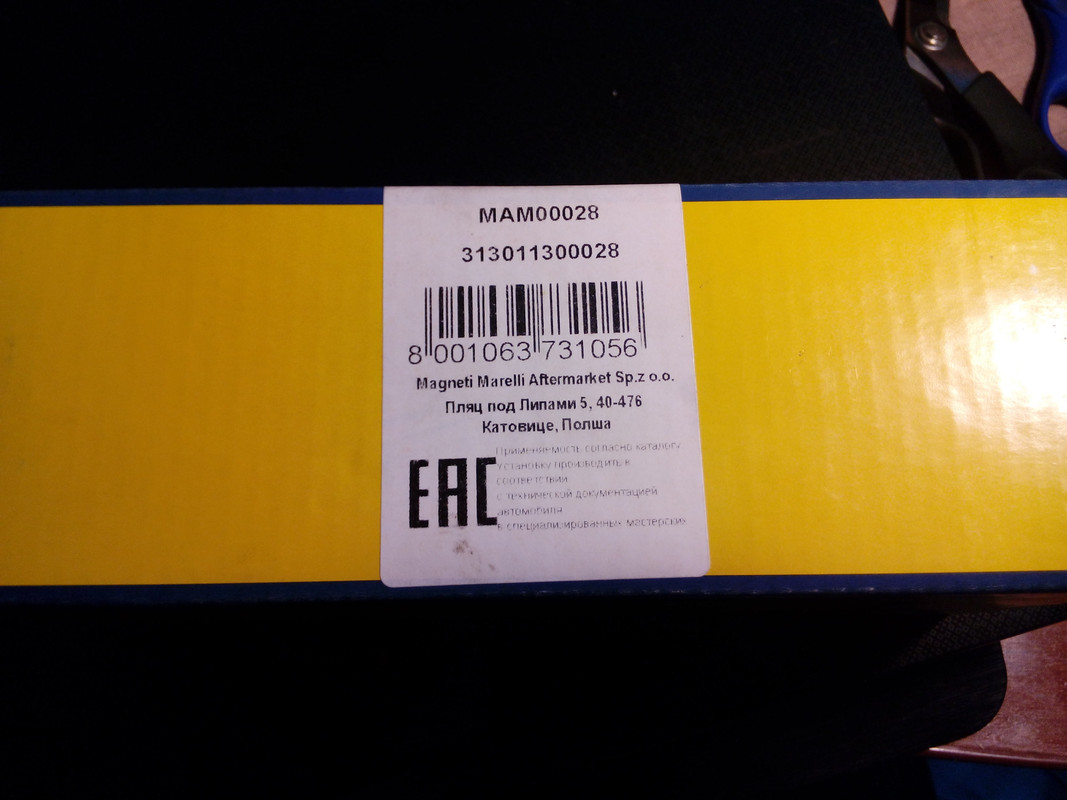 MAM00028
313011300028
8 001063 731056
Magneti Marelli Aftermarket Sp.z o.o.
Пляц под Липами 5, 40-476
Катовице, Полша
EAC
Применяемость согласно каталогу
Установку производить в
соответствии
с технической документацией
автомобиля
в специализированных мастерских